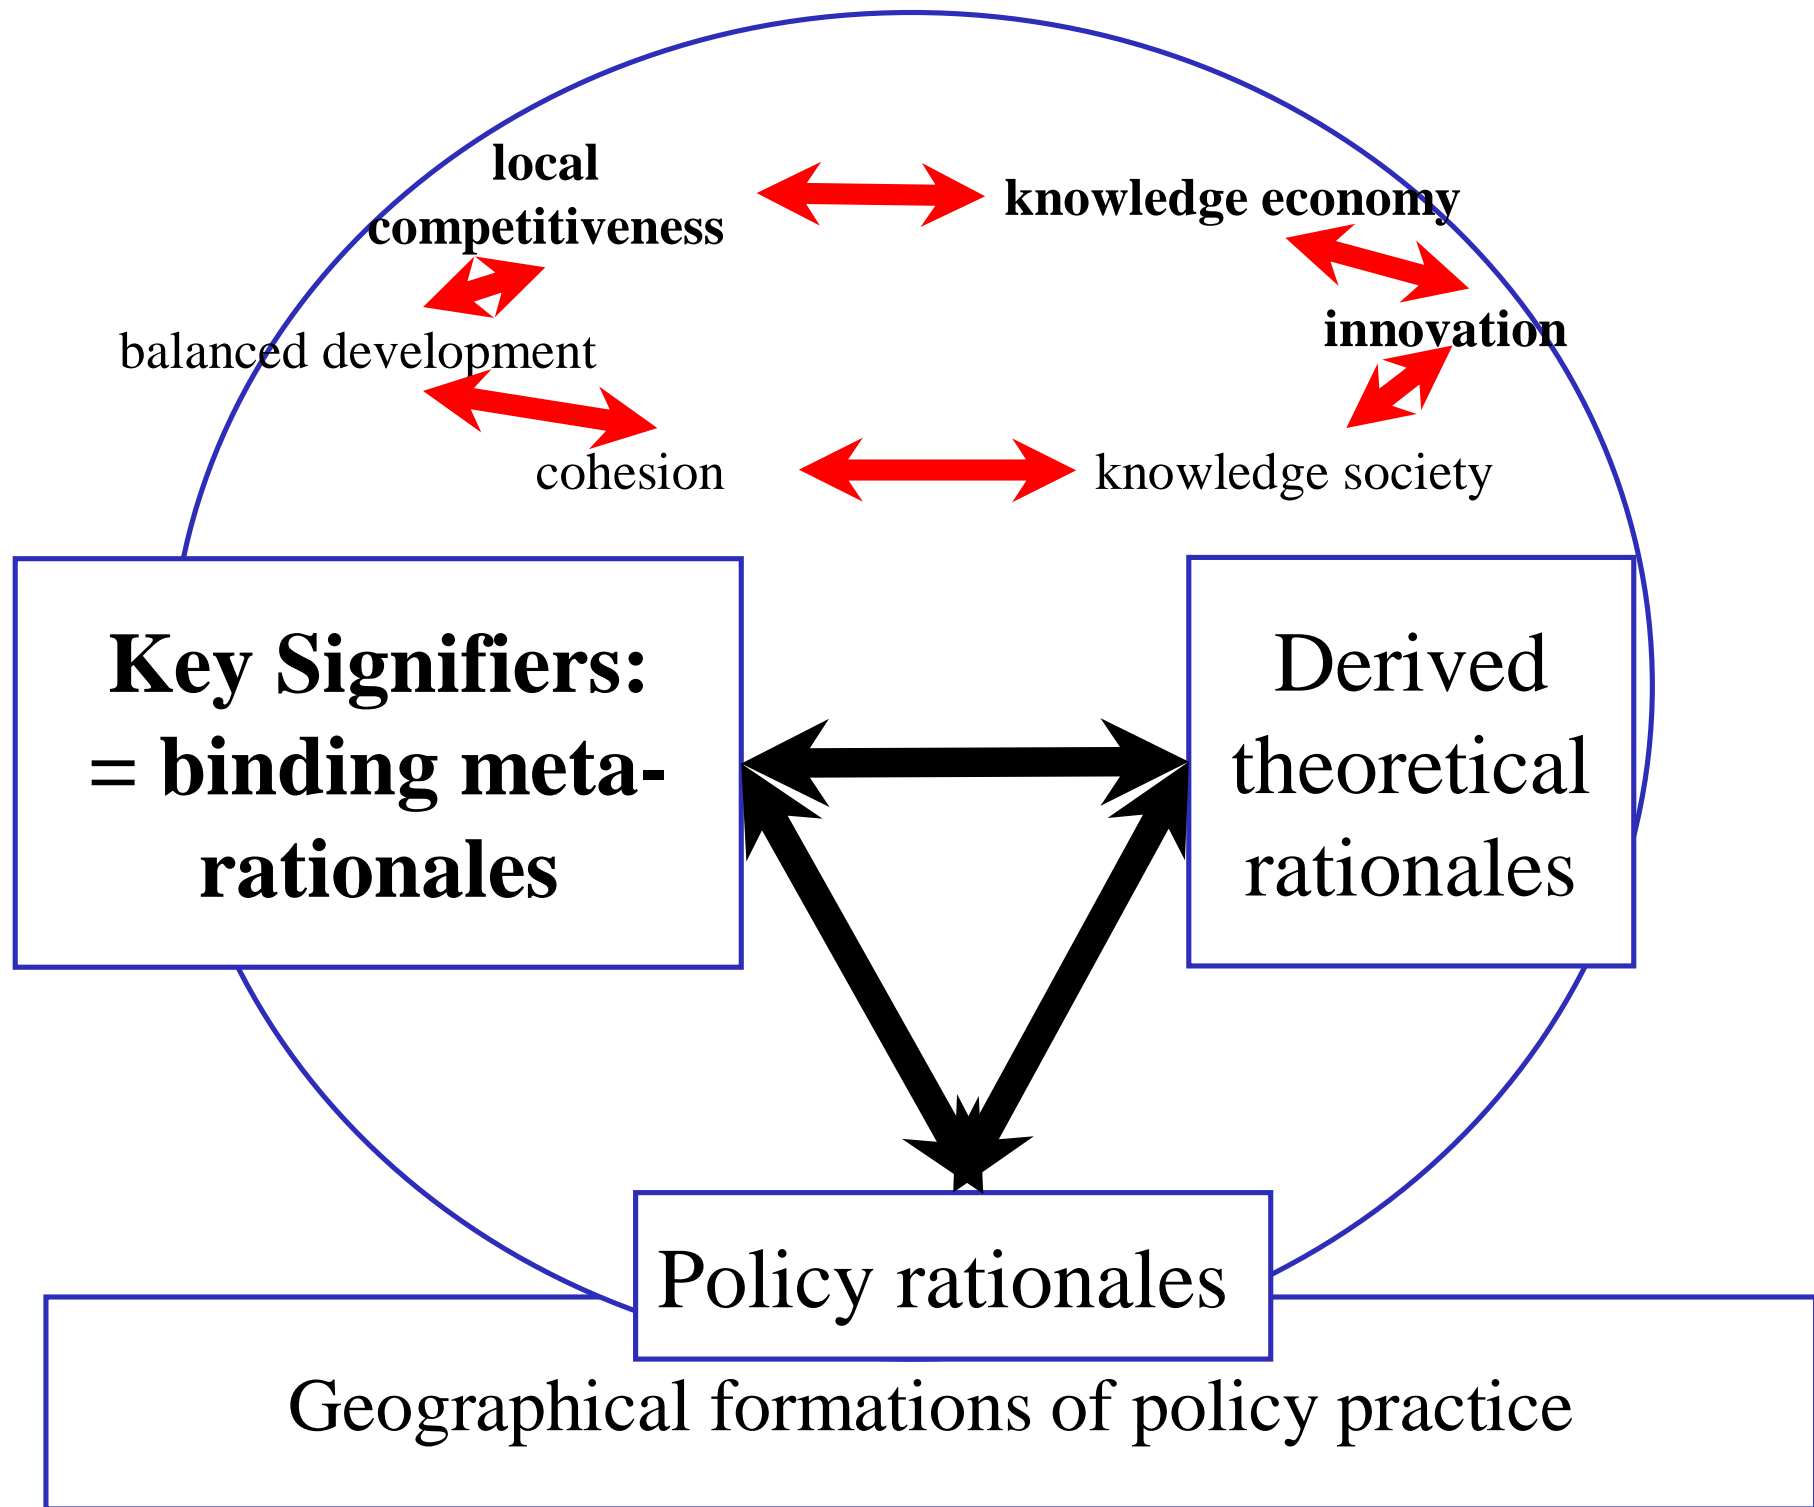 local
competitiveness
knowledge economy
innovation
balanced development
cohesion
knowledge society
Key Signifiers:
= binding meta-
rationales
Derived
theoretical
rationales
Policy rationales
Geographical formations of policy practice